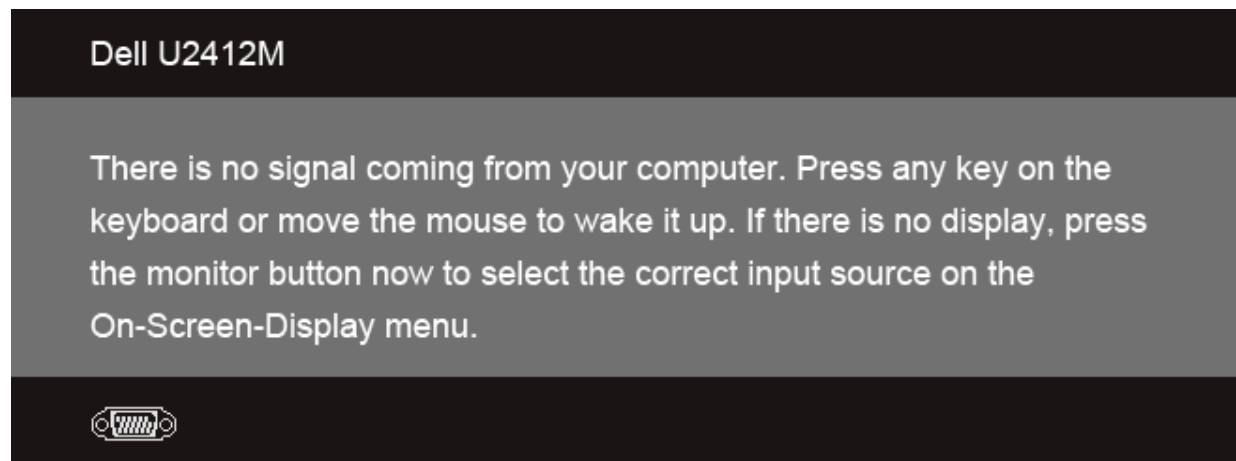 Dell U2412M
There is no signal coming from your computer. Press any key on the
keyboard or move the mouse to wake it up. If there is no display, press
the monitor button now to select the correct input source on the
On-Screen-Display menu.